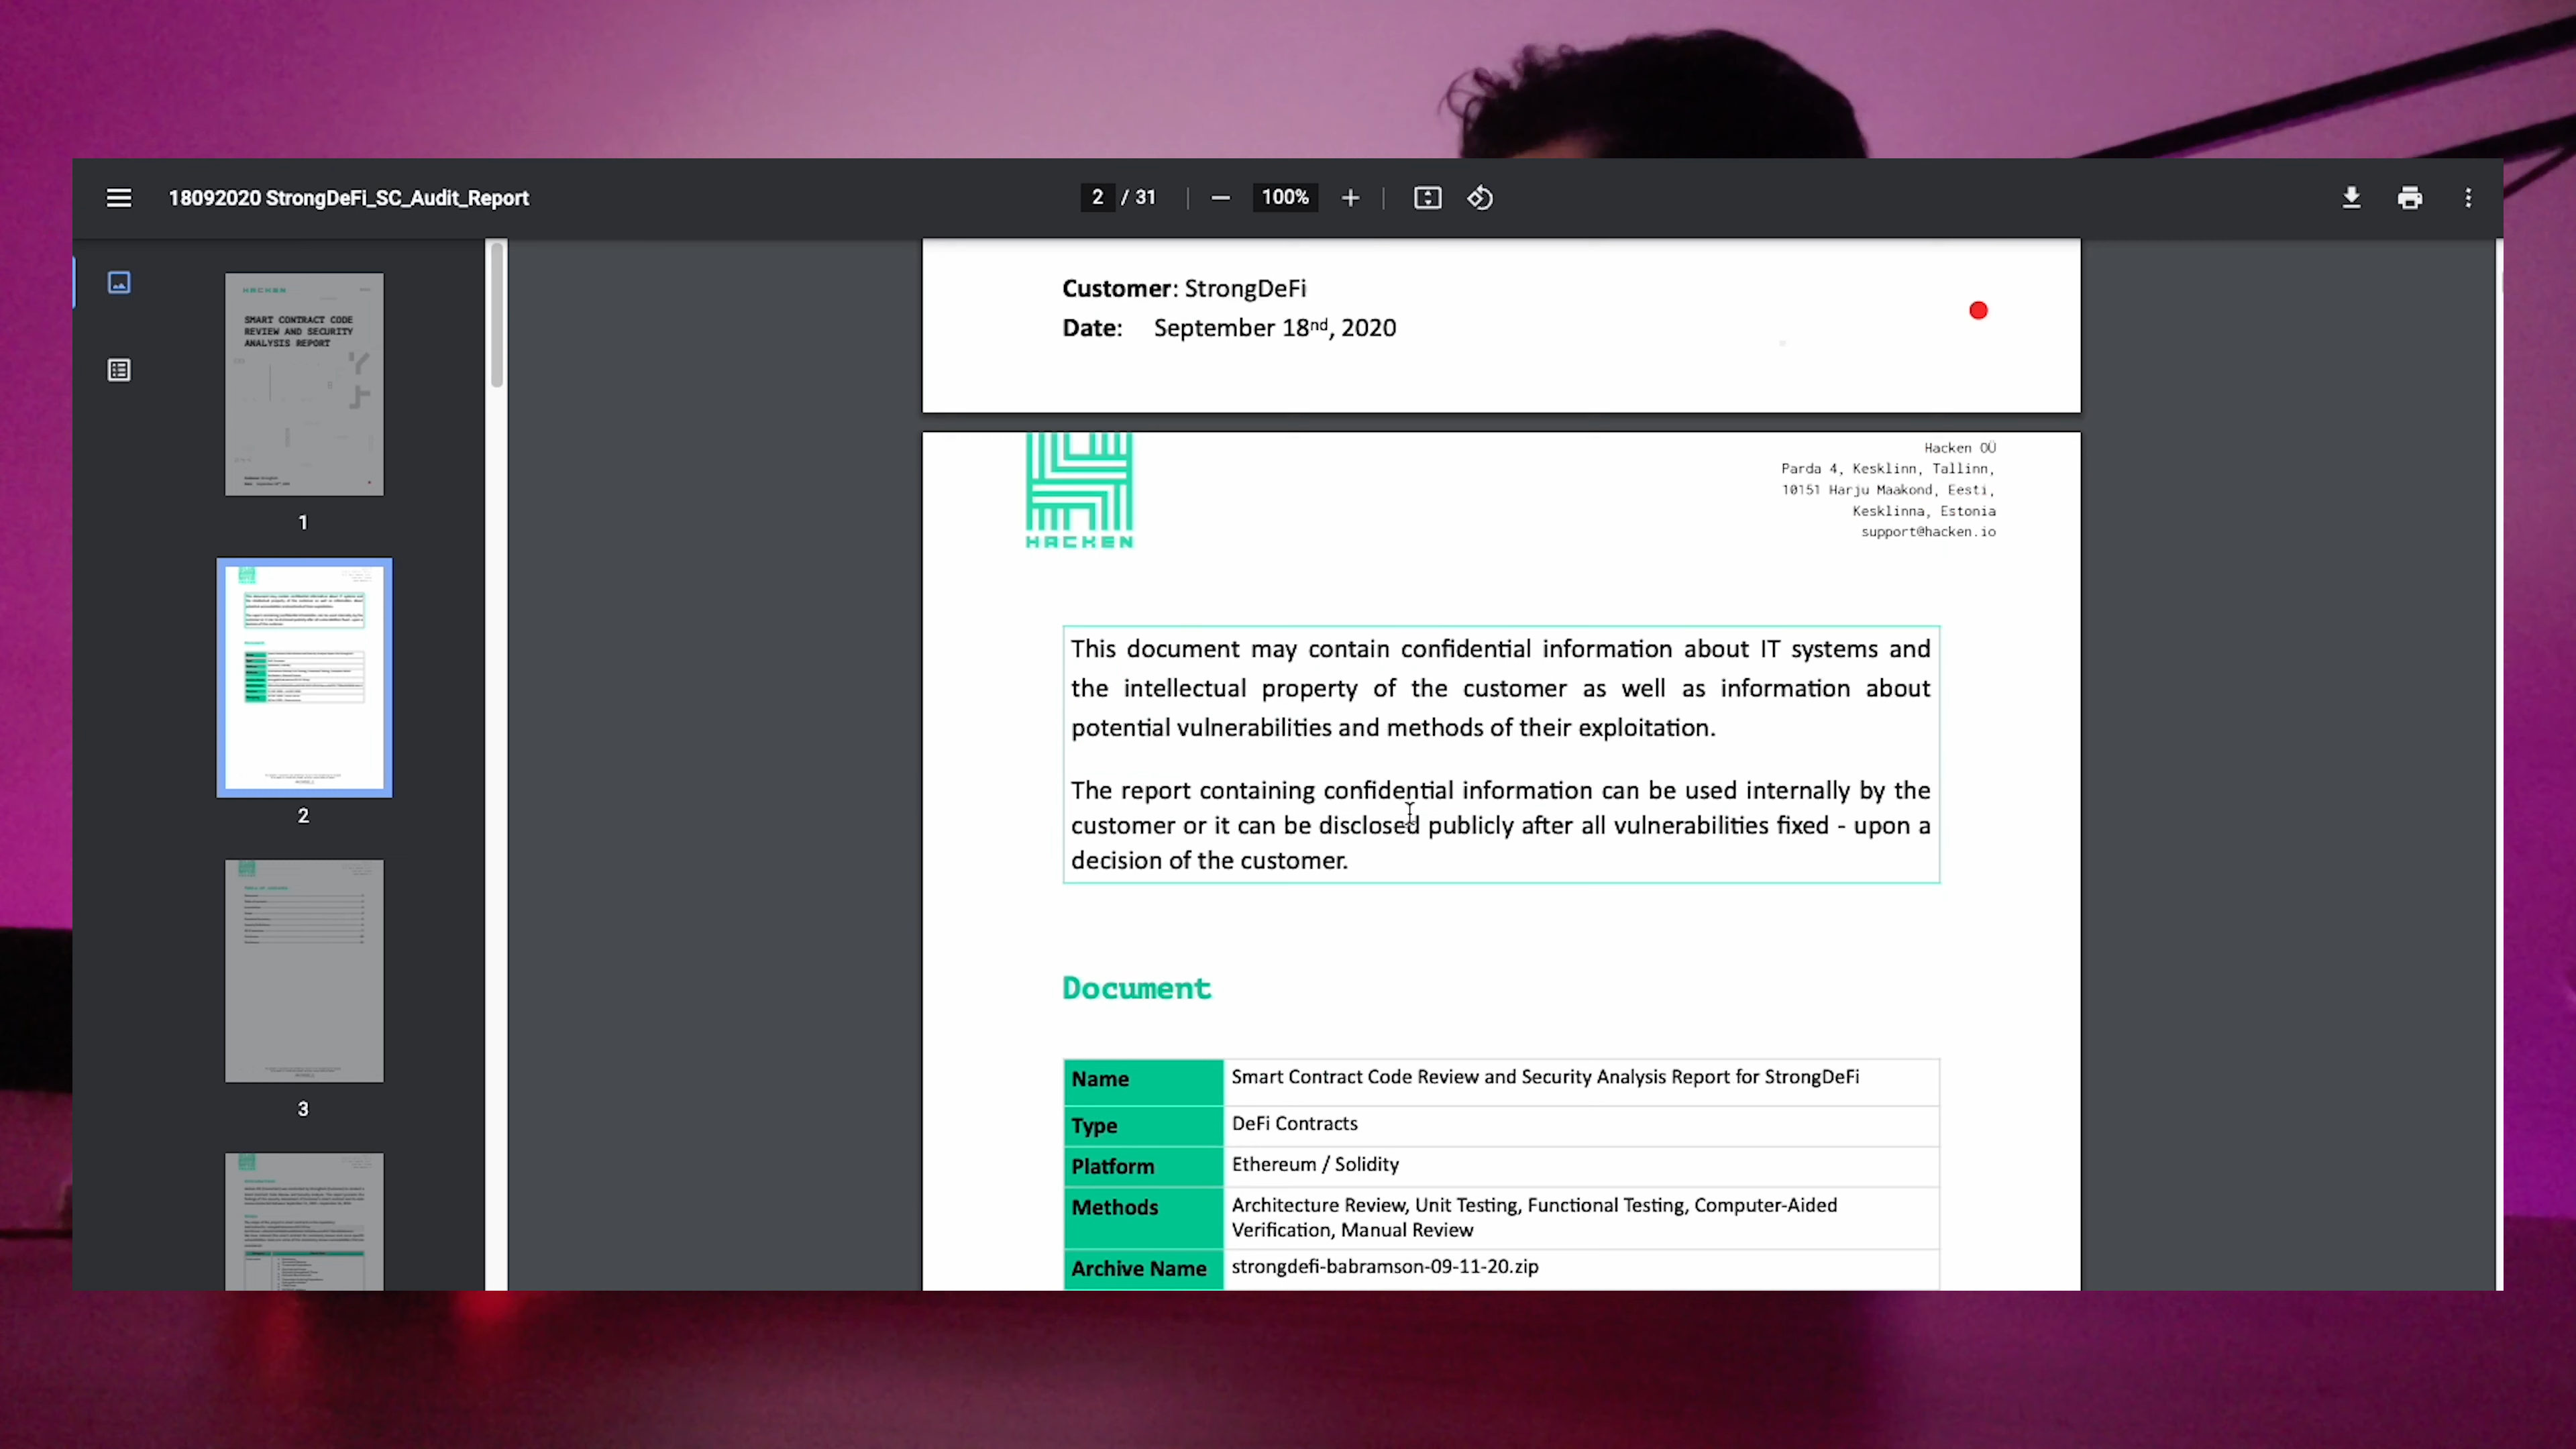 18092020 StrongDeFi_SC_Audit_Report
2 / 31
100%
HACKEN
SMART CONTRACT CODE
REVIEW AND SECURITY
ANALYSIS REPORT
1
2
3
Customer: StrongDeFi
Date: September 18nd, 2020
HACKEN
Hacken OÜ
Parda 4, Kesklinn, Tallinn,
10151 Harju Maakond, Eesti,
Kesklinna, Estonia
support@hacken.io
This document may contain confidential information about IT systems and
the intellectual property of the customer as well as information about
potential vulnerabilities and methods of their exploitation.
The report containing confidential information can be used internally by the
customer or it can be disclosed publicly after all vulnerabilities fixed - upon a
decision of the customer.
Document
Name Smart Contract Code Review and Security Analysis Report for StrongDeFi
Type DeFi Contracts
Platform Ethereum / Solidity
Methods Architecture Review, Unit Testing, Functional Testing, Computer-Aided
Verification, Manual Review
Archive Name strongdefi-babramson-09-11-20.zip